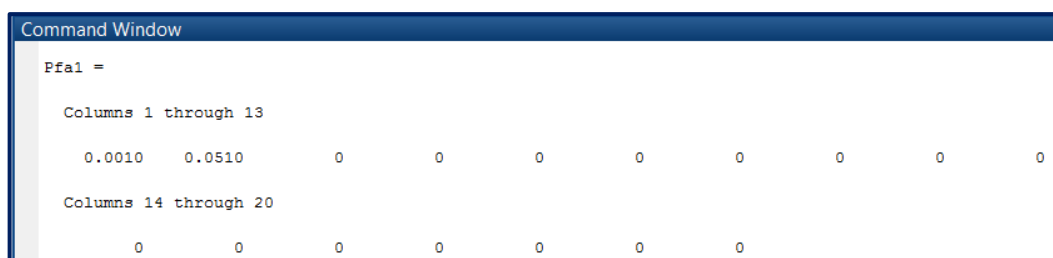 Command Window
Pfa1 =
Columns 1 through 13
0.0010 0.0510 0 0 0 0 0 0 0 0
Columns 14 through 20
0 0 0 0 0 0 0